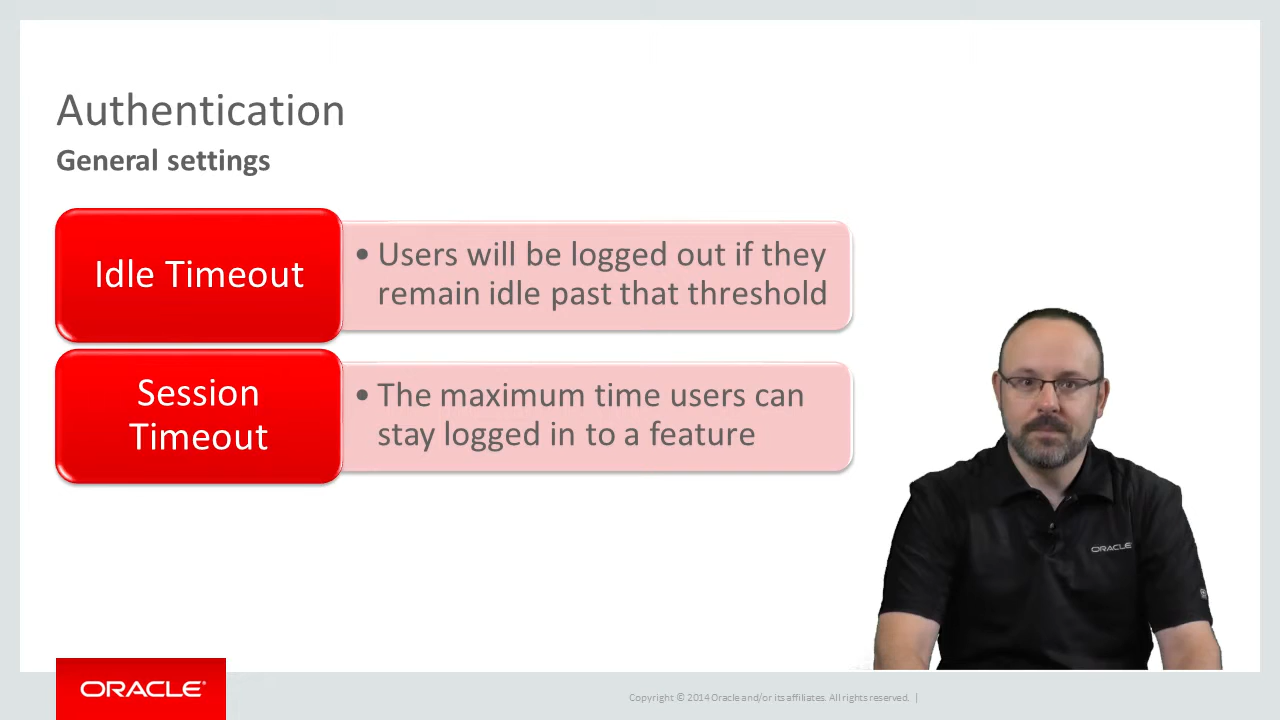 Authentication
General settings
Idle Timeout
• Users will be logged out if they
remain idle past that threshold
Session
Timeout
• The maximum time users can
stay logged in to a feature
ORACLE
ORACLE®
Copyright © 2014 Oracle and/or its affiliates. All rights reserved. |